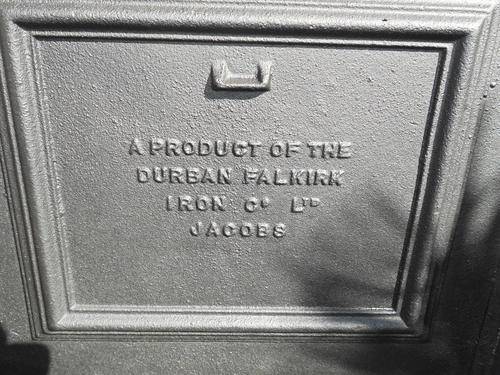 A PRODUCT OF THE
DURBAN FALKIRK
IRON Co LTD
JACOBS